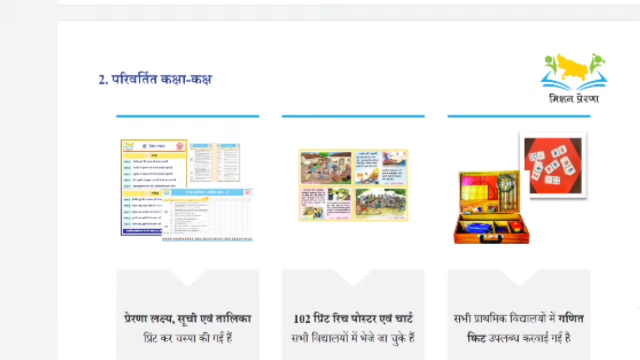 2. परिवर्तित कक्षा-कक्ष
मिशन प्रेरणा
प्रेरणा लक्ष्य, सूची एवं तालिका
प्रिंट कर चस्पा की गई हैं
102 प्रिंट रिच पोस्टर एवं चार्ट
सभी विद्यालयों में भेजे जा चुके हैं
सभी प्राथमिक विद्यालयों में गणित
किट उपलब्ध करवाई गई है